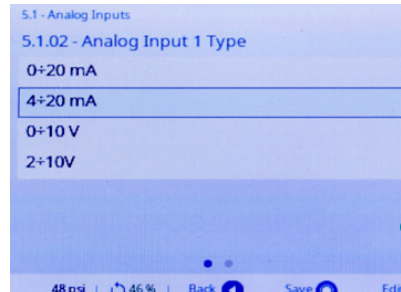 5.1 - Analog Inputs
5.1.02 - Analog Input 1 Type
0÷20 mA
4÷20 mA
0÷10 V
2÷10V
48 psi | 46 % | Back Save Edit